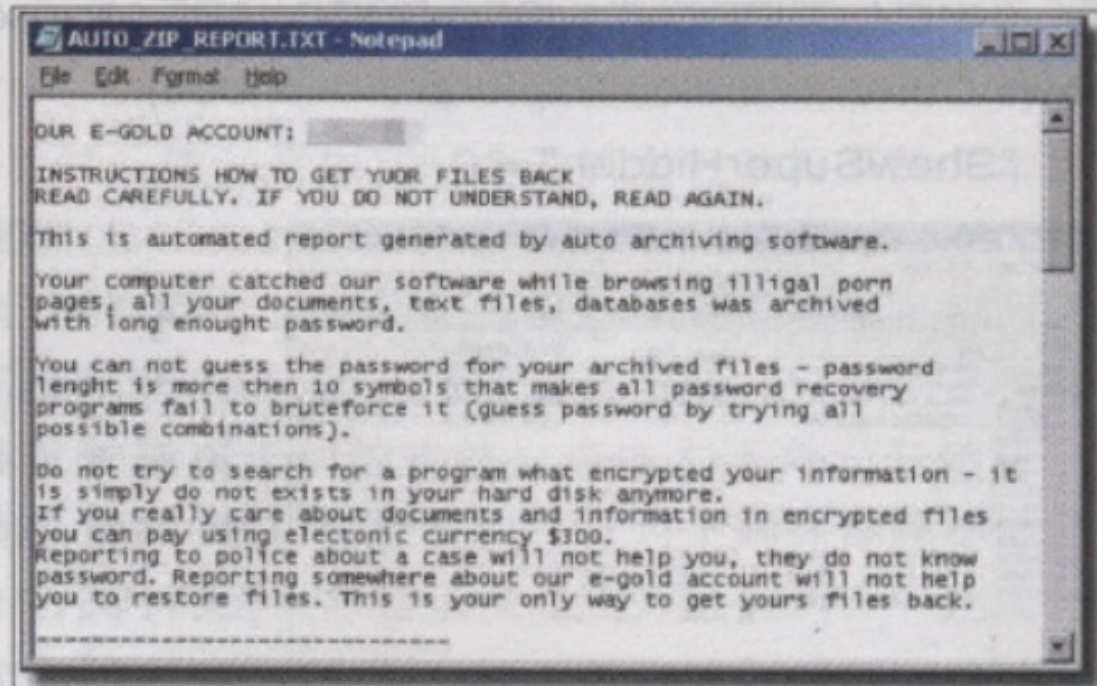 AUTO_ZIP_REPORT.TXT - Notepad
File Edit Format Help
OUR E-GOLD ACCOUNT:
INSTRUCTIONS HOW TO GET YUOR FILES BACK
READ CAREFULLY. IF YOU DO NOT UNDERSTAND, READ AGAIN.
This is automated report generated by auto archiving software.
Your computer catched our software while browsing illigal porn
pages, all your documents, text files, databases was archived
with long enought password.
You can not guess the password for your archived files - password
lenght is more then 10 symbols that makes all password recovery
programs fail to bruteforce it (guess password by trying all
possible combinations).
Do not try to search for a program what encrypted your information - it
is simply do not exists in your hard disk anymore.
If you really care about documents and information in encrypted files
you can pay using electonic currency $300.
Reporting to police about a case will not help you, they do not know
password. Reporting somewhere about our e-gold account will not help
you to restore files. This is your only way to get yours files back.
------------------------------